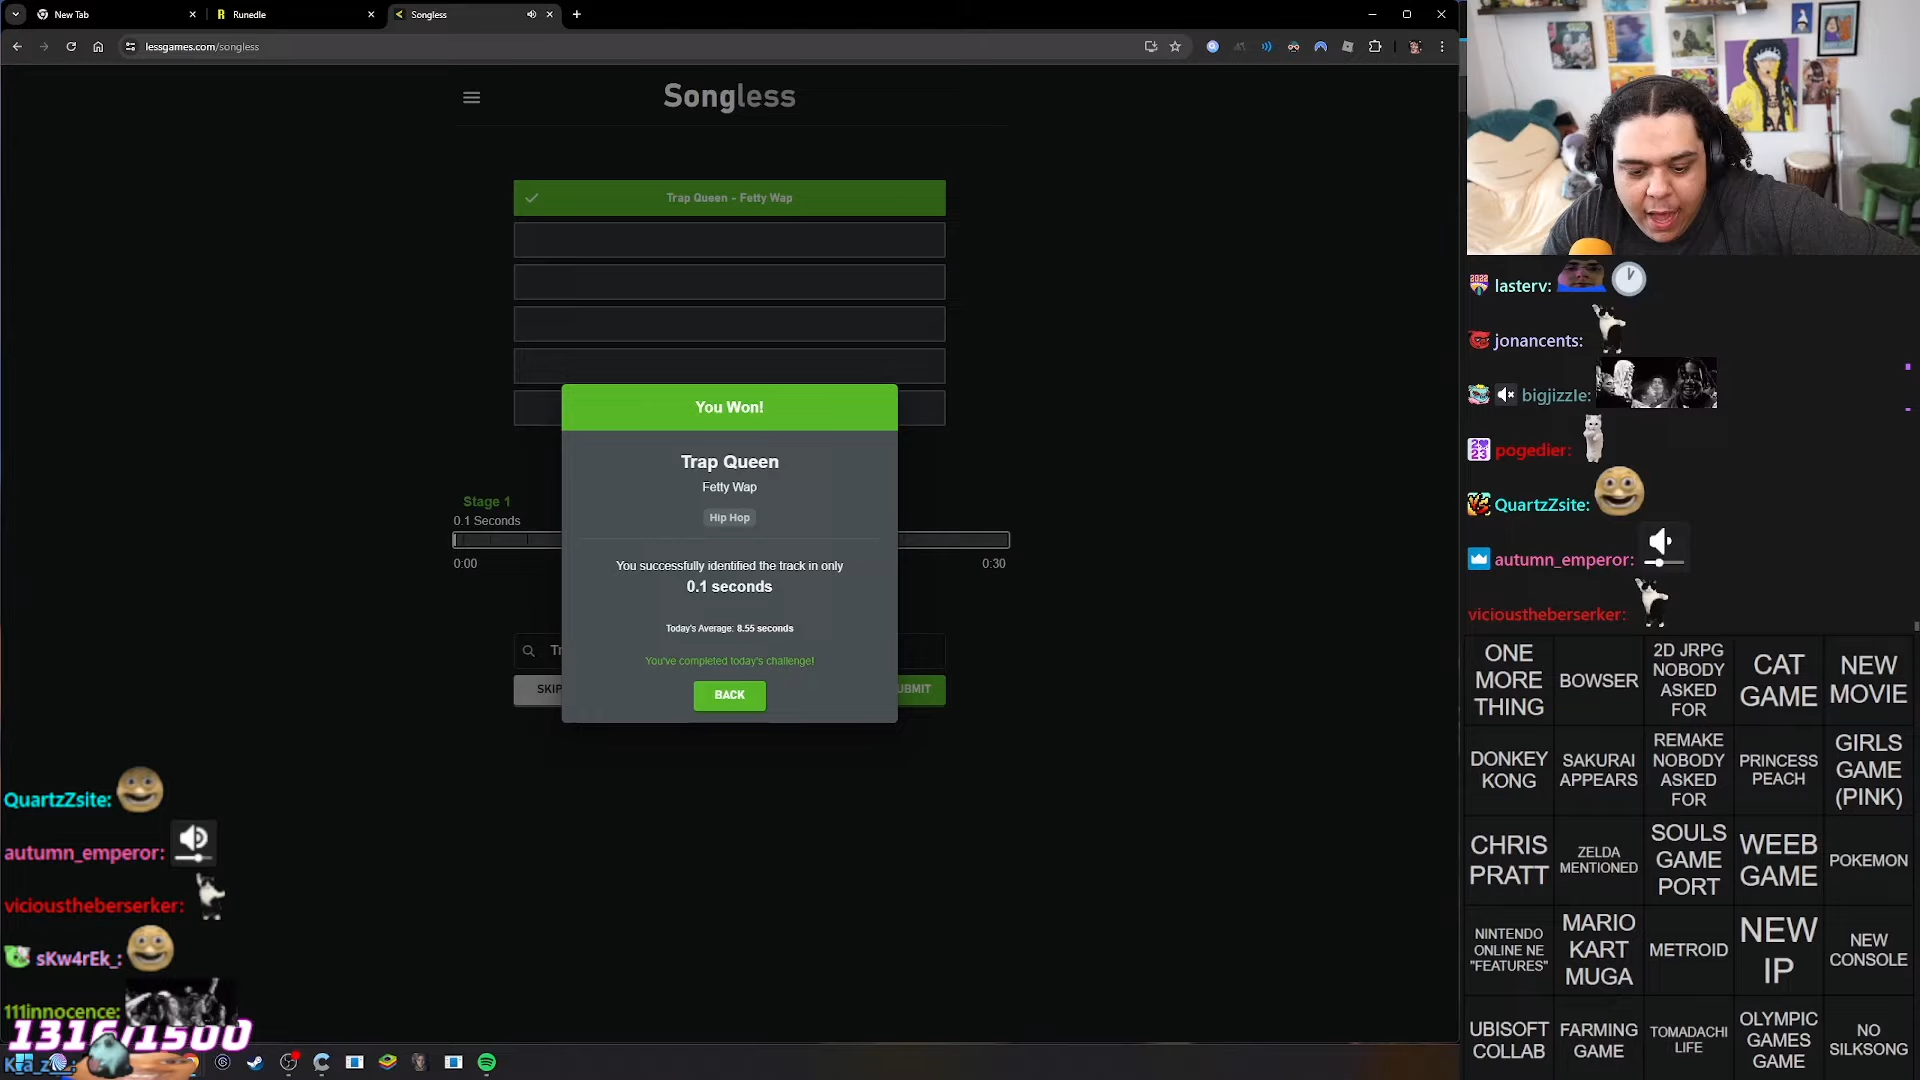 New Tab
Runedle
Songless
lessgames.com/songless
Songless
Trap Queen - Fetty Wap
You Won!
Trap Queen
Fetty Wap
Hip Hop
Stage 1
0.1 Seconds
0:00
0:30
You successfully identified the track in only
0.1 seconds
Today's Average: 8.55 seconds
You've completed today's challenge!
BACK
Tr
SKIP
UBMIT
lasterv:
jonancents:
bigjizzle:
pogedier:
QuartzZsite:
autumn_emperor:
vicioustheberserker:
ONE MORE THING
BOWSER
2D JRPG NOBODY ASKED FOR
CAT GAME
NEW MOVIE
DONKEY KONG
SAKURAI APPEARS
REMAKE NOBODY ASKED FOR
PRINCESS PEACH
GIRLS GAME (PINK)
CHRIS PRATT
ZELDA MENTIONED
SOULS GAME PORT
WEEB GAME
POKEMON
NINTENDO ONLINE NE "FEATURES"
MARIO KART MUGA
METROID
NEW IP
NEW CONSOLE
UBISOFT COLLAB
FARMING GAME
TOMADACHI LIFE
OLYMPIC GAMES GAME
NO SILKSONG
QuartzZsite:
autumn_emperor:
vicioustheberserker:
sKw4rEk_:
111innocence:
1316/1500